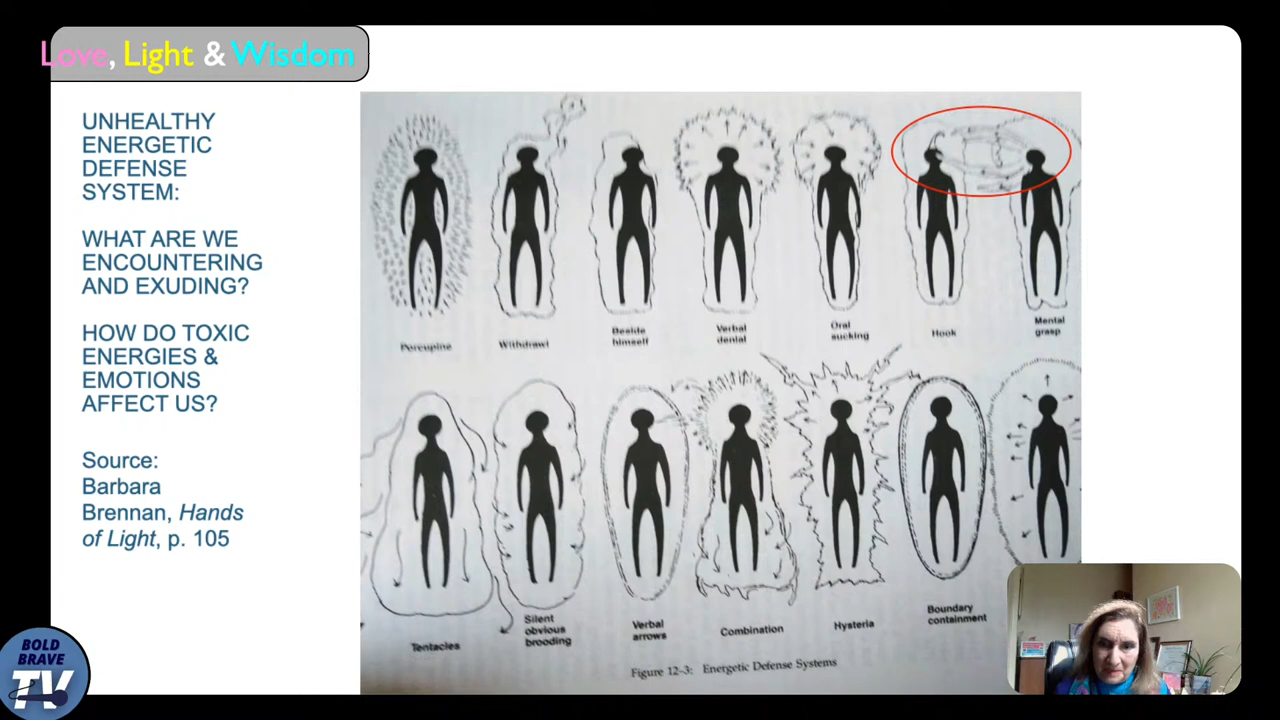 Love, Light & Wisdom
UNHEALTHY
ENERGETIC
DEFENSE
SYSTEM:
WHAT ARE WE
ENCOUNTERING
AND EXUDING?
HOW DO TOXIC
ENERGIES &
EMOTIONS
AFFECT US?
Source:
Barbara
Brennan, Hands
of Light, p. 105
Porcupine
Withdrawl
Beside
himself
Verbal
denial
Oral
sucking
Hook
Mental
grasp
Tentacles
Silent
obvious
brooding
Verbal
arrows
Combination
Hysteria
Boundary
containment
Figure 12-3: Energetic Defense Systems
BOLD
BRAVE
TV